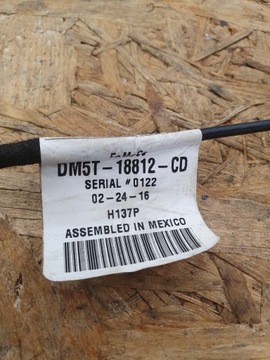 DM5T-18812-CD
SERIAL # 0122
02-24-16
H137P
ASSEMBLED IN MEXICO